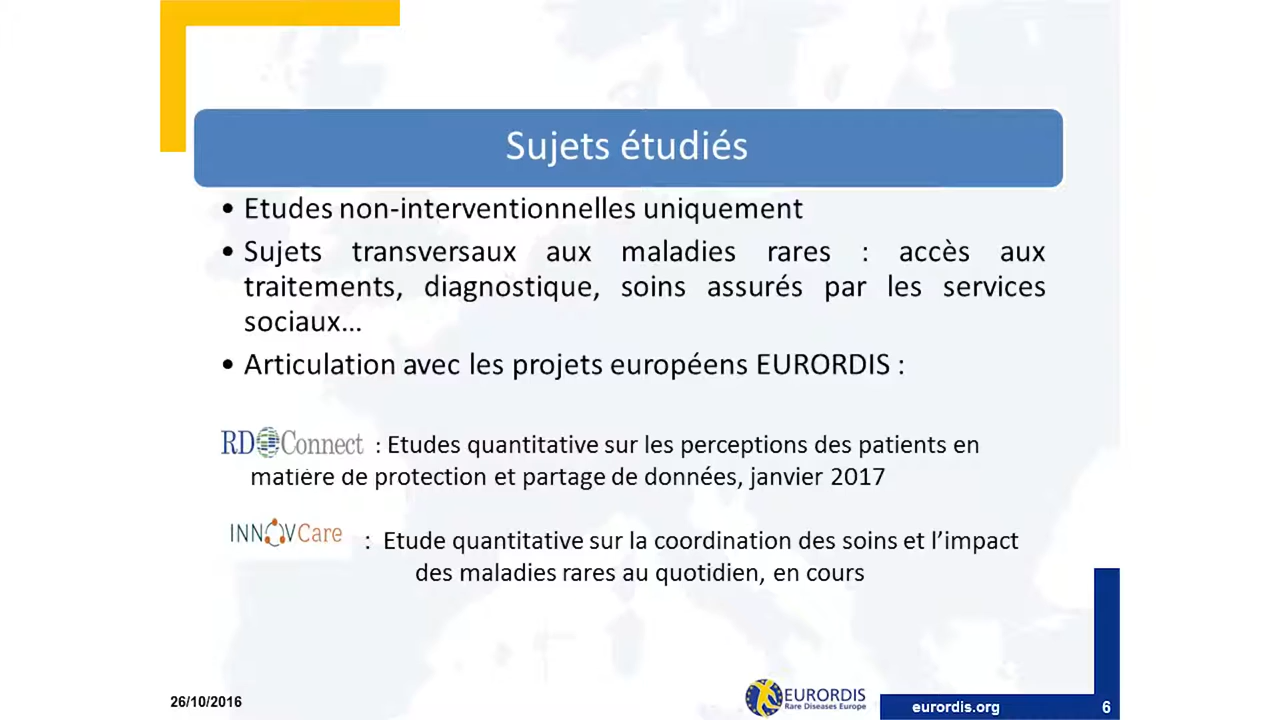 Sujets étudiés
• Etudes non-interventionnelles uniquement
• Sujets transversaux aux maladies rares : accès aux
traitements, diagnostique, soins assurés par les services
sociaux...
• Articulation avec les projets européens EURORDIS :
RD Connect : Etudes quantitative sur les perceptions des patients en
matière de protection et partage de données, janvier 2017
INNOVCare : Etude quantitative sur la coordination des soins et l'impact
des maladies rares au quotidien, en cours
26/10/2016
EURORDIS
Rare Diseases Europe
eurordis.org
6